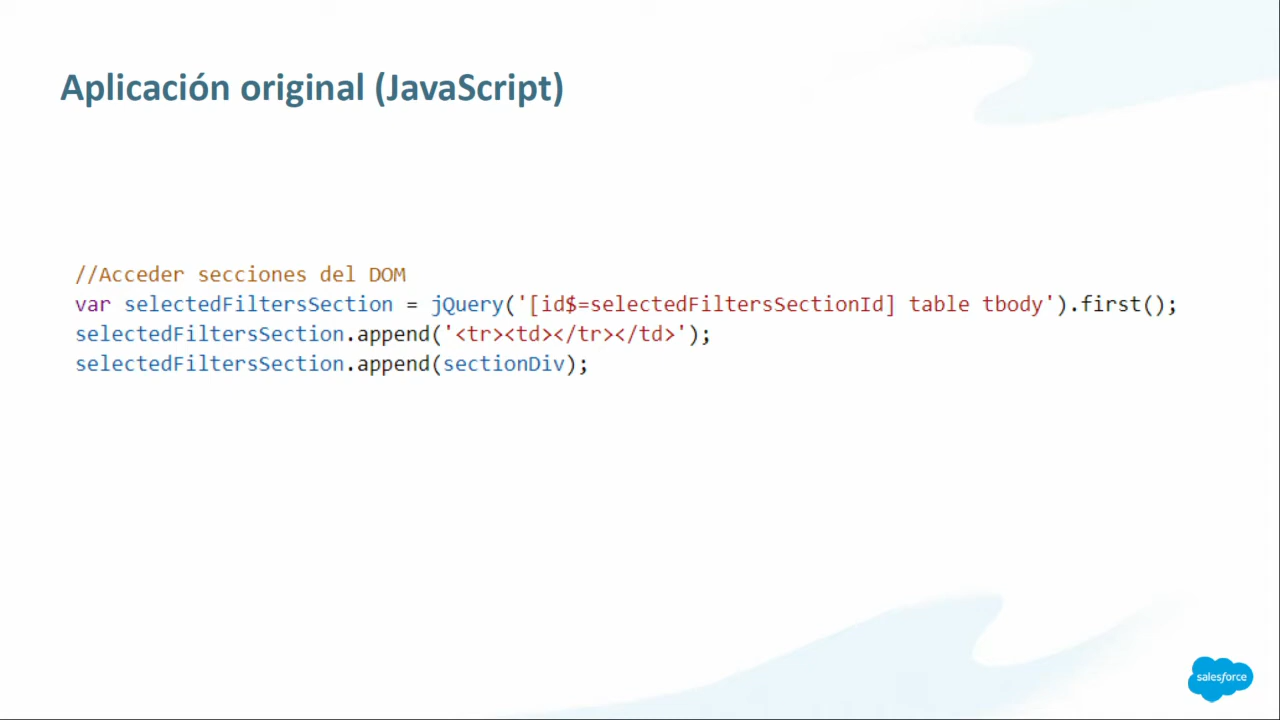 Aplicación original (JavaScript)
//Acceder secciones del DOM
var selectedFiltersSection = jQuery('[id$=selectedFiltersSectionId] table tbody').first();
selectedFiltersSection.append('<tr><td></tr></td>');
selectedFiltersSection.append(sectionDiv);
salesforce